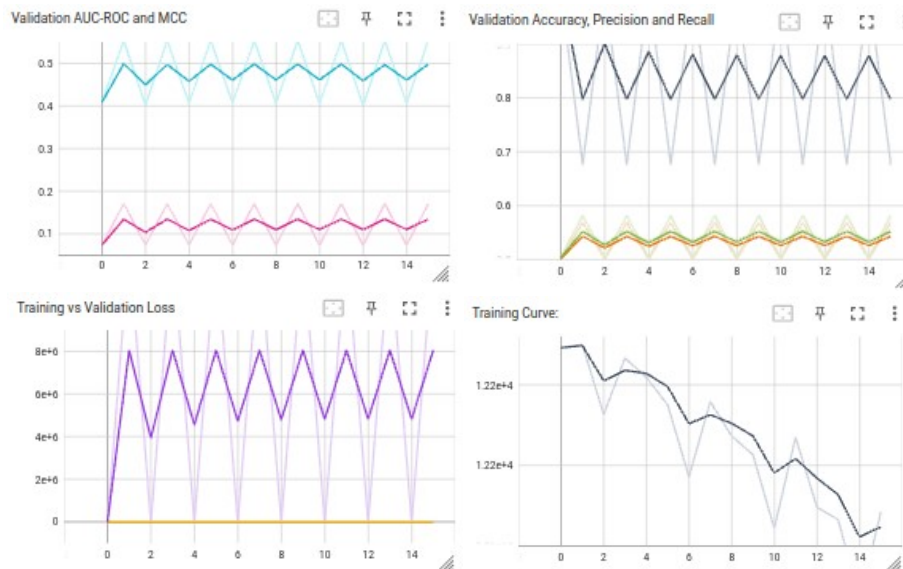 Validation AUC-ROC and MCC
0.5
0.4
0.3
0.2
0.1
0 2 4 6 8 10 12 14
Validation Accuracy, Precision and Recall
0.8
0.7
0.6
0 2 4 6 8 10 12 14
Training vs Validation Loss
8e+6
6e+6
4e+6
2e+6
0
0 2 4 6 8 10 12 14
Training Curve:
1.22e+4
1.22e+4
0 2 4 6 8 10 12 14